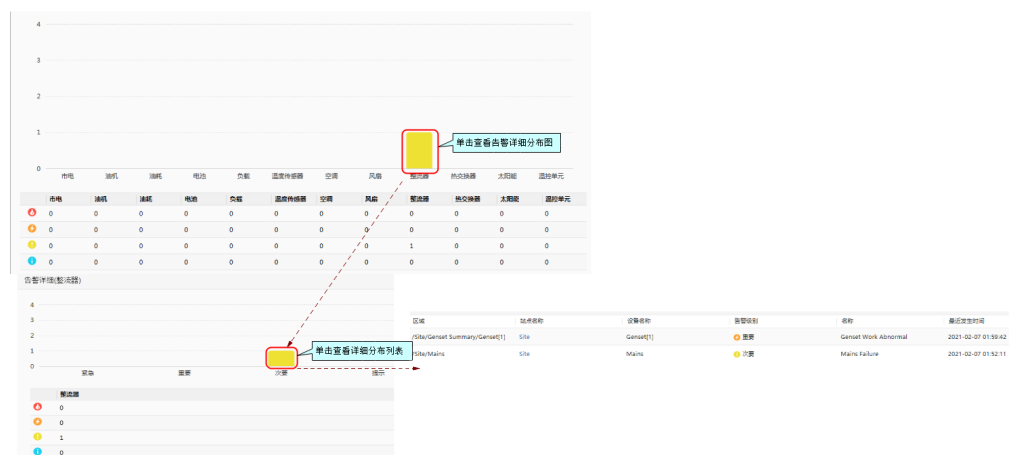 4
3
2
1
0
单击查看告警详细分布图
市电 油机 油耗 电池 负载 温度传感器 空调 风扇 整流器 热交换器 太阳能 温控单元
市电 油机 油耗 电池 负载 温度传感器 空调 风扇 整流器 热交换器 太阳能 温控单元
0 0 0 0 0 0 0 0 0 0 0 0
0 0 0 0 0 0 0 0 0 0 0 0
0 0 0 0 0 0 0 0 1 0 0 0
0 0 0 0 0 0 0 0 0 0 0 0
告警详细(整流器)
4
3
2
1
0
单击查看详细分布列表
紧急 重要 次要 提示
整流器
0
0
1
0
区域 站点名称 设备名称 告警级别 名称 最近发生时间
/Site/Genset Summary/Genset[1] Site Genset[1] 重要 Genset Work Abnormal 2021-02-07 01:59:42
/Site/Mains Site Mains 次要 Mains Failure 2021-02-07 01:52:11